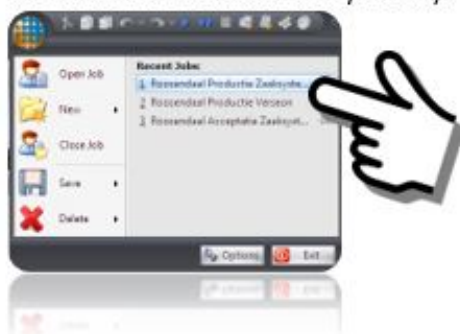 Open Job
New
Close Job
Save
Delete
Recent Jobs:
1 Roosendaal Productie Zaaksyste...
2 Roosendaal Productie Verseon
3 Roosendaal Acceptatie Zaaksyst...
Options
Exit